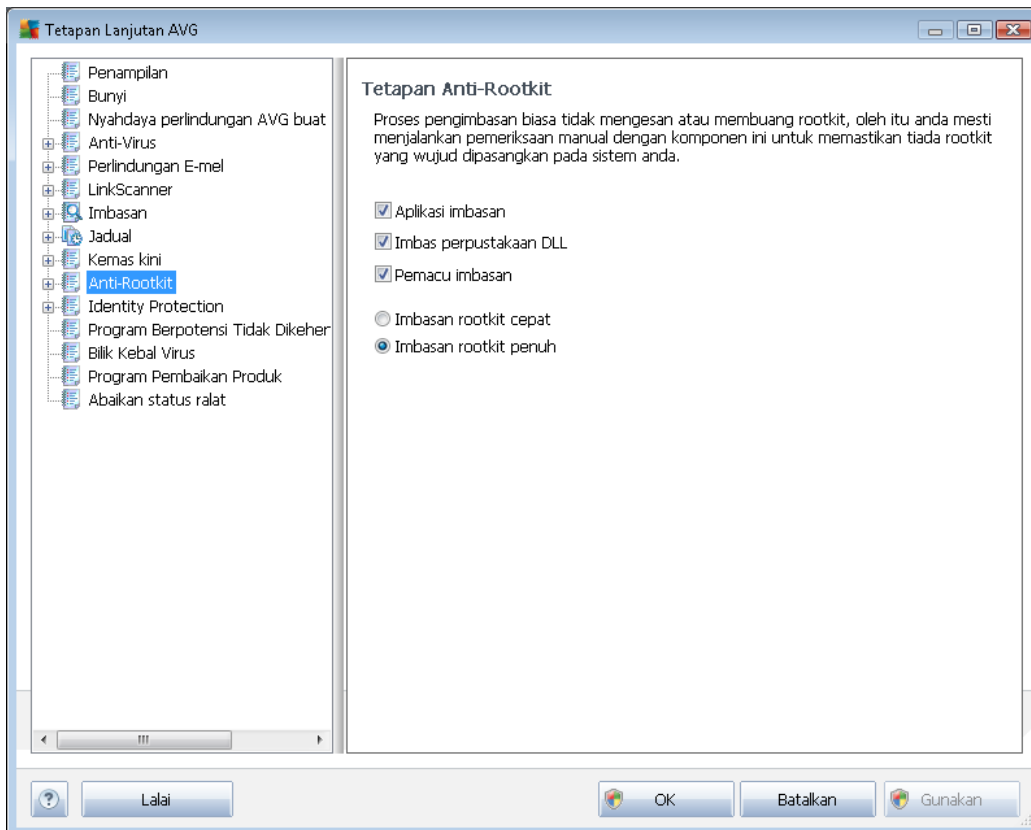 Tetapan Lanjutan AVG
Penampilan
Bunyi
Nyahdaya perlindungan AVG buat
Anti-Virus
Perlindungan E-mel
LinkScanner
Imbasan
Jadual
Kemas kini
Anti-Rootkit
Identity Protection
Program Berpotensi Tidak Dikeher
Bilik Kebal Virus
Program Pembaikan Produk
Abaikan status ralat
Tetapan Anti-Rootkit
Proses pengimbasan biasa tidak mengesan atau membuang rootkit, oleh itu anda mesti
menjalankan pemeriksaan manual dengan komponen ini untuk memastikan tiada rootkit
yang wujud dipasangkan pada sistem anda.
Aplikasi imbasan
Imbas perpustakaan DLL
Pemacu imbasan
Imbasan rootkit cepat
Imbasan rootkit penuh
?
Lalai
OK
Batalkan
Gunakan